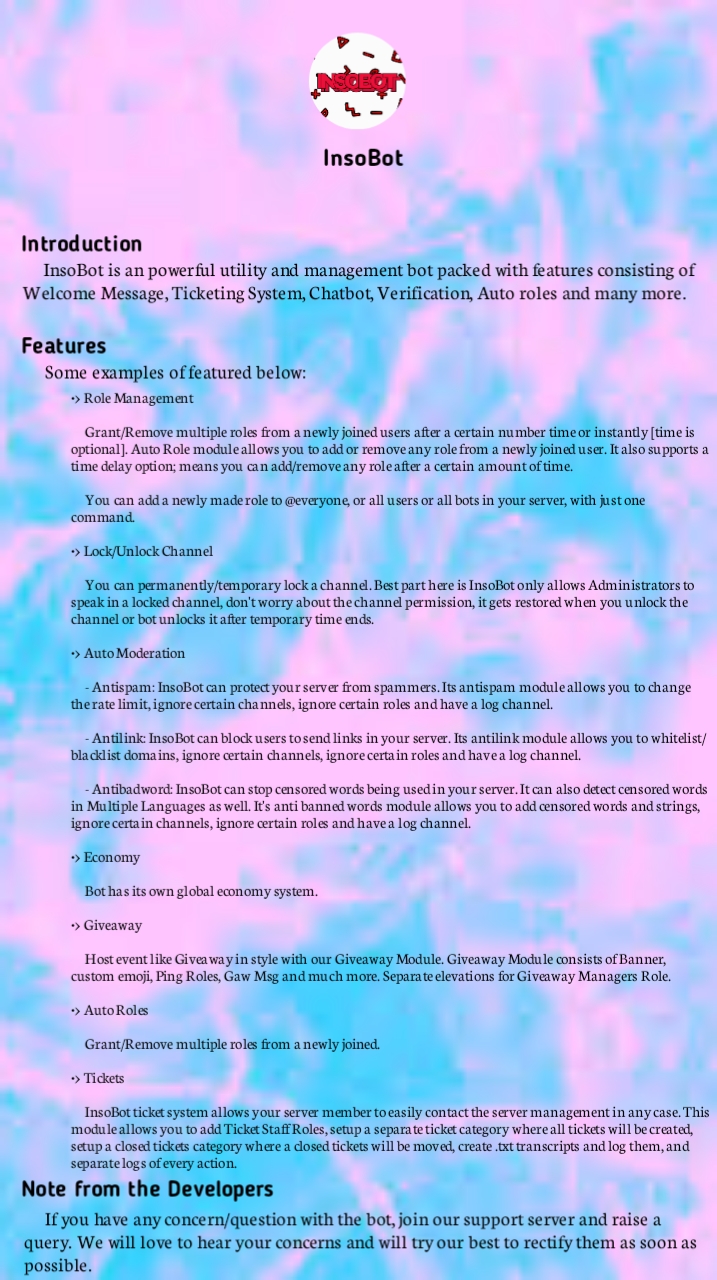 INSOBOT
InsoBot
Introduction
InsoBot is an powerful utility and management bot packed with features consisting of
Welcome Message, Ticketing System, Chatbot, Verification, Auto roles and many more.
Features
Some examples of featured below:
•> Role Management
Grant/Remove multiple roles from a newly joined users after a certain number time or instantly [time is
optional]. Auto Role module allows you to add or remove any role from a newly joined user. It also supports a
time delay option; means you can add/remove any role after a certain amount of time.
You can add a newly made role to @everyone, or all users or all bots in your server, with just one
command.
•> Lock/Unlock Channel
You can permanently/temporary lock a channel. Best part here is InsoBot only allows Administrators to
speak in a locked channel, don't worry about the channel permission, it gets restored when you unlock the
channel or bot unlocks it after temporary time ends.
•> Auto Moderation
- Antispam: InsoBot can protect your server from spammers. Its antispam module allows you to change
the rate limit, ignore certain channels, ignore certain roles and have a log channel.
- Antilink: InsoBot can block users to send links in your server. Its antilink module allows you to whitelist/
blacklist domains, ignore certain channels, ignore certain roles and have a log channel.
- Antibadword: InsoBot can stop censored words being used in your server. It can also detect censored words
in Multiple Languages as well. It's anti banned words module allows you to add censored words and strings,
ignore certain channels, ignore certain roles and have a log channel.
•> Economy
Bot has its own global economy system.
•> Giveaway
Host event like Giveaway in style with our Giveaway Module. Giveaway Module consists of Banner,
custom emoji, Ping Roles, Gaw Msg and much more. Separate elevations for Giveaway Managers Role.
•> Auto Roles
Grant/Remove multiple roles from a newly joined.
•> Tickets
InsoBot ticket system allows your server member to easily contact the server management in any case. This
module allows you to add Ticket Staff Roles, setup a separate ticket category where all tickets will be created,
setup a closed tickets category where a closed tickets will be moved, create .txt transcripts and log them, and
separate logs of every action.
Note from the Developers
If you have any concern/question with the bot, join our support server and raise a
query. We will love to hear your concerns and will try our best to rectify them as soon as
possible.